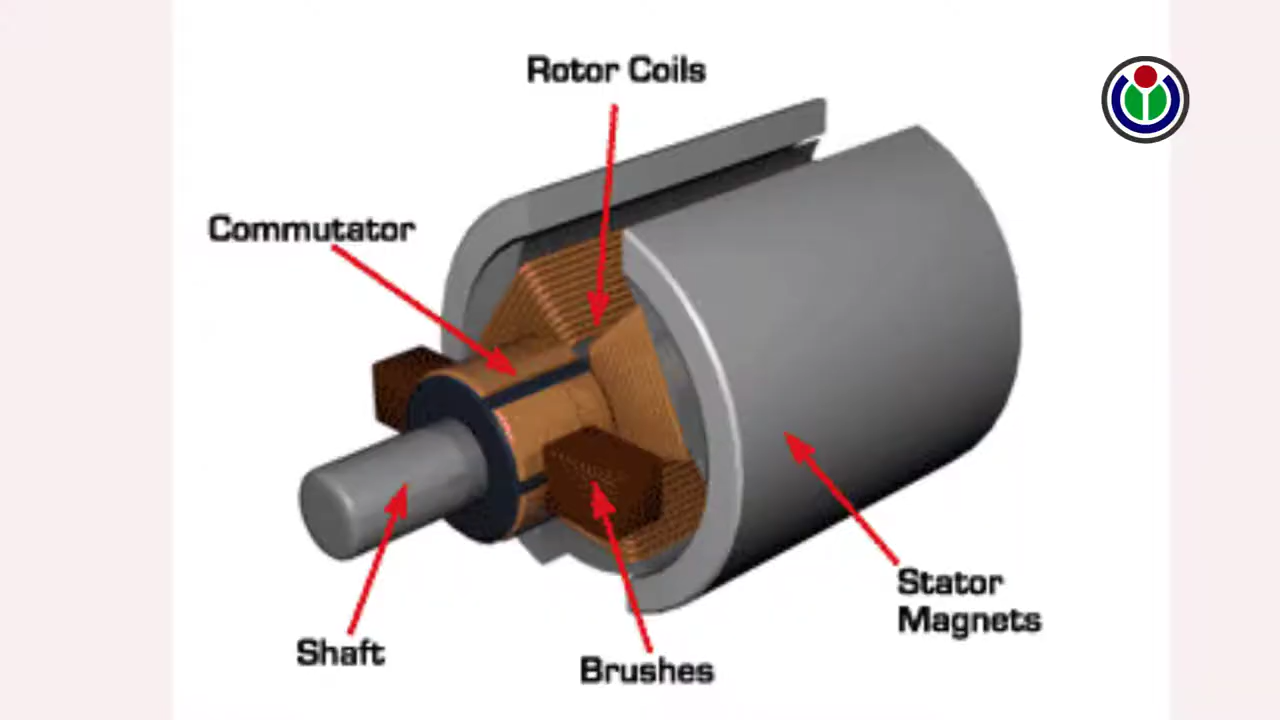 Rotor Coils
Commutator
Stator
Magnets
Shaft
Brushes